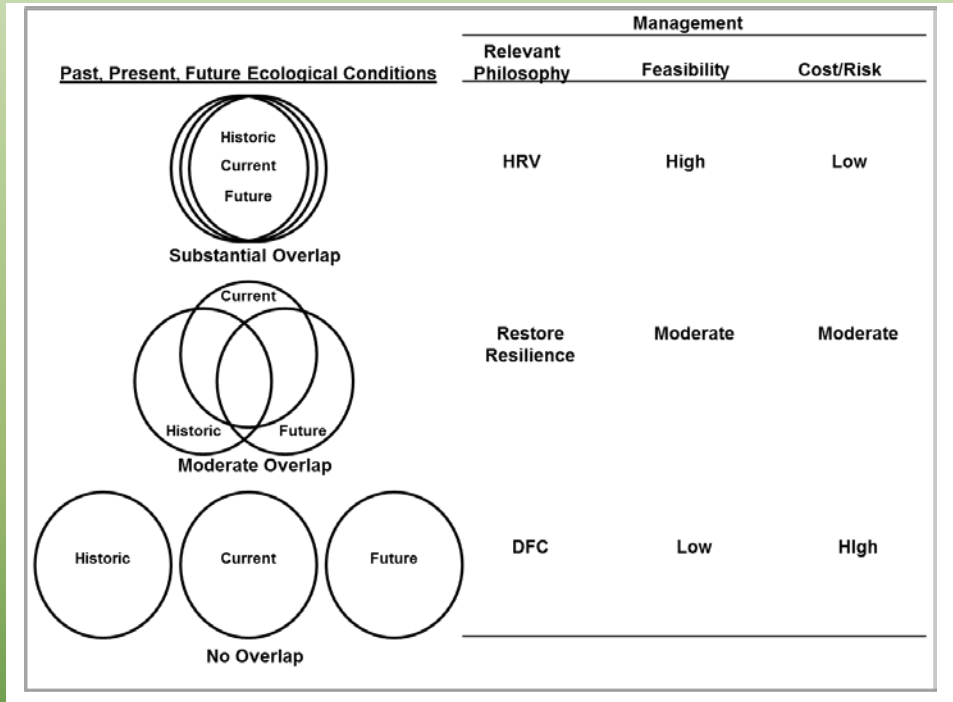 Management
Past, Present, Future Ecological Conditions
Relevant
Philosophy
Feasibility
Cost/Risk
Historic
Current
Future
Substantial Overlap
HRV
High
Low
Current
Historic
Future
Moderate Overlap
Restore
Resilience
Moderate
Moderate
Historic
Current
Future
No Overlap
DFC
Low
HIgh